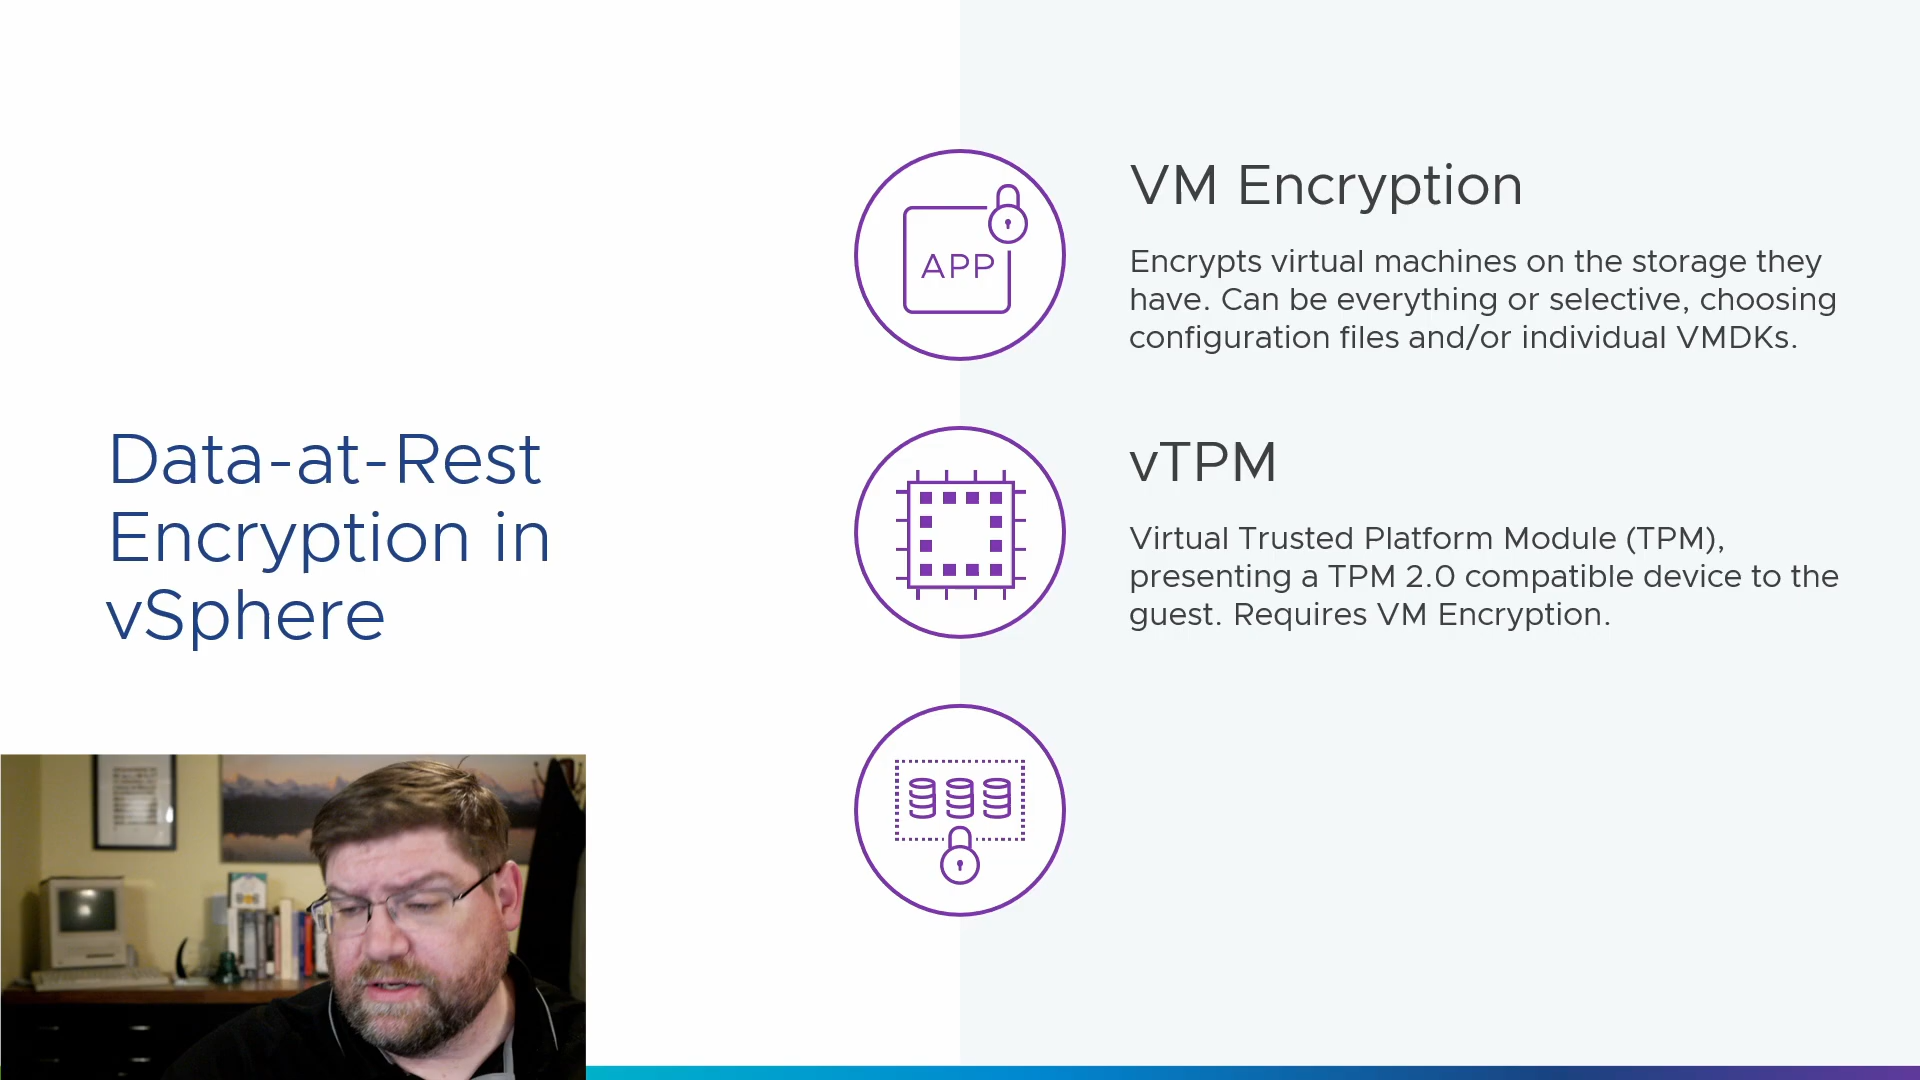 Data-at-Rest
Encryption in
vSphere
APP
VM Encryption
Encrypts virtual machines on the storage they
have. Can be everything or selective, choosing
configuration files and/or individual VMDKs.
vTPM
Virtual Trusted Platform Module (TPM),
presenting a TPM 2.0 compatible device to the
guest. Requires VM Encryption.